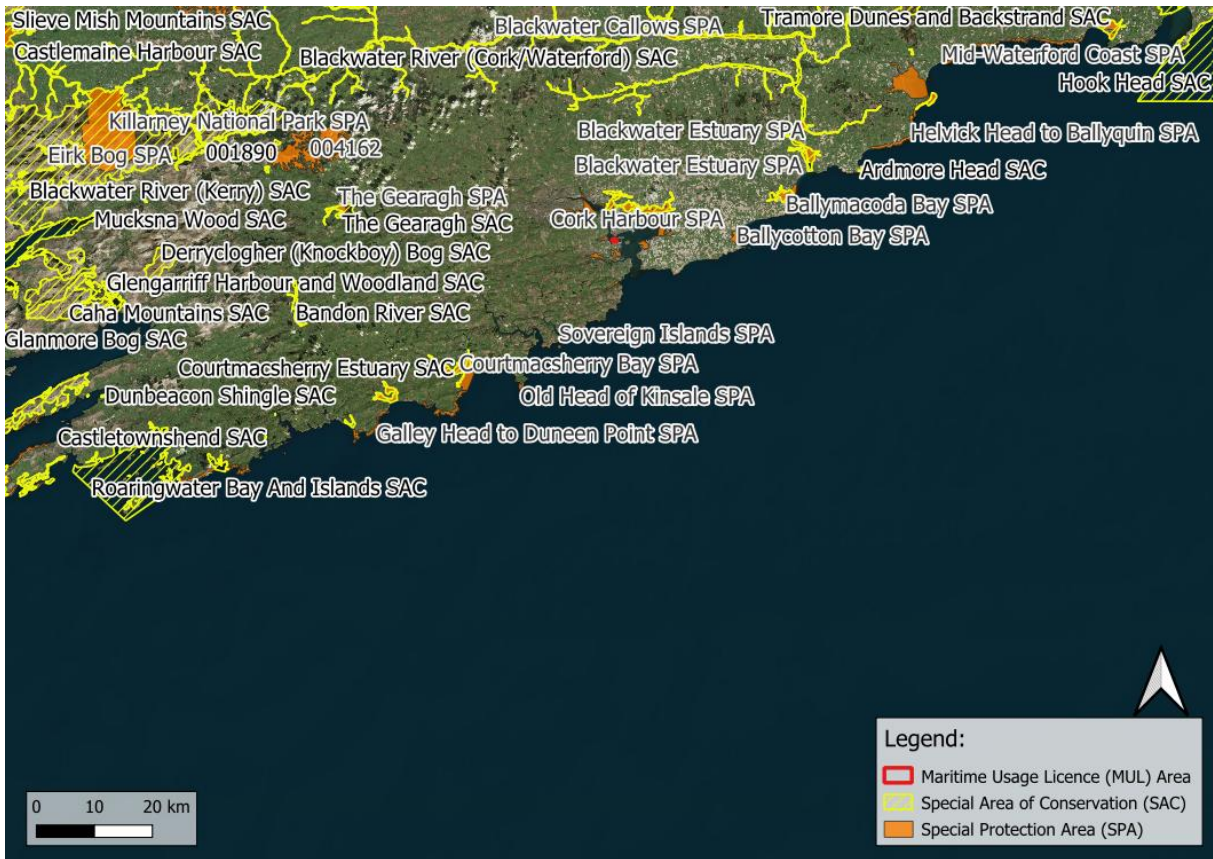 Slieve Mish Mountains SAC
Blackwater Callows SPA
Tramore Dunes and Backstrand SAC
Castlemaine Harbour SAC
Blackwater River (Cork/Waterford) SAC
Mid-Waterford Coast SPA
Hook Head SAC
Killarney National Park SPA
Blackwater Estuary SPA
Helvick Head to Ballyquin SPA
Eirk Bog SPA
001890
004162
Blackwater Estuary SPA
Ardmore Head SAC
Blackwater River (Kerry) SAC
The Gearagh SPA
Ballymacoda Bay SPA
Mucksna Wood SAC
The Gearagh SAC
Cork Harbour SPA
Ballycotton Bay SPA
Derryclogher (Knockboy) Bog SAC
Glengarriff Harbour and Woodland SAC
Caha Mountains SAC
Bandon River SAC
Glanmore Bog SAC
Sovereign Islands SPA
Courtmacsherry Estuary SAC
Courtmacsherry Bay SPA
Dunbeacon Shingle SAC
Old Head of Kinsale SPA
Castletownshend SAC
Galley Head to Duneen Point SPA
Roaringwater Bay And Islands SAC
Legend:
Maritime Usage Licence (MUL) Area
Special Area of Conservation (SAC)
Special Protection Area (SPA)
0 10 20 km